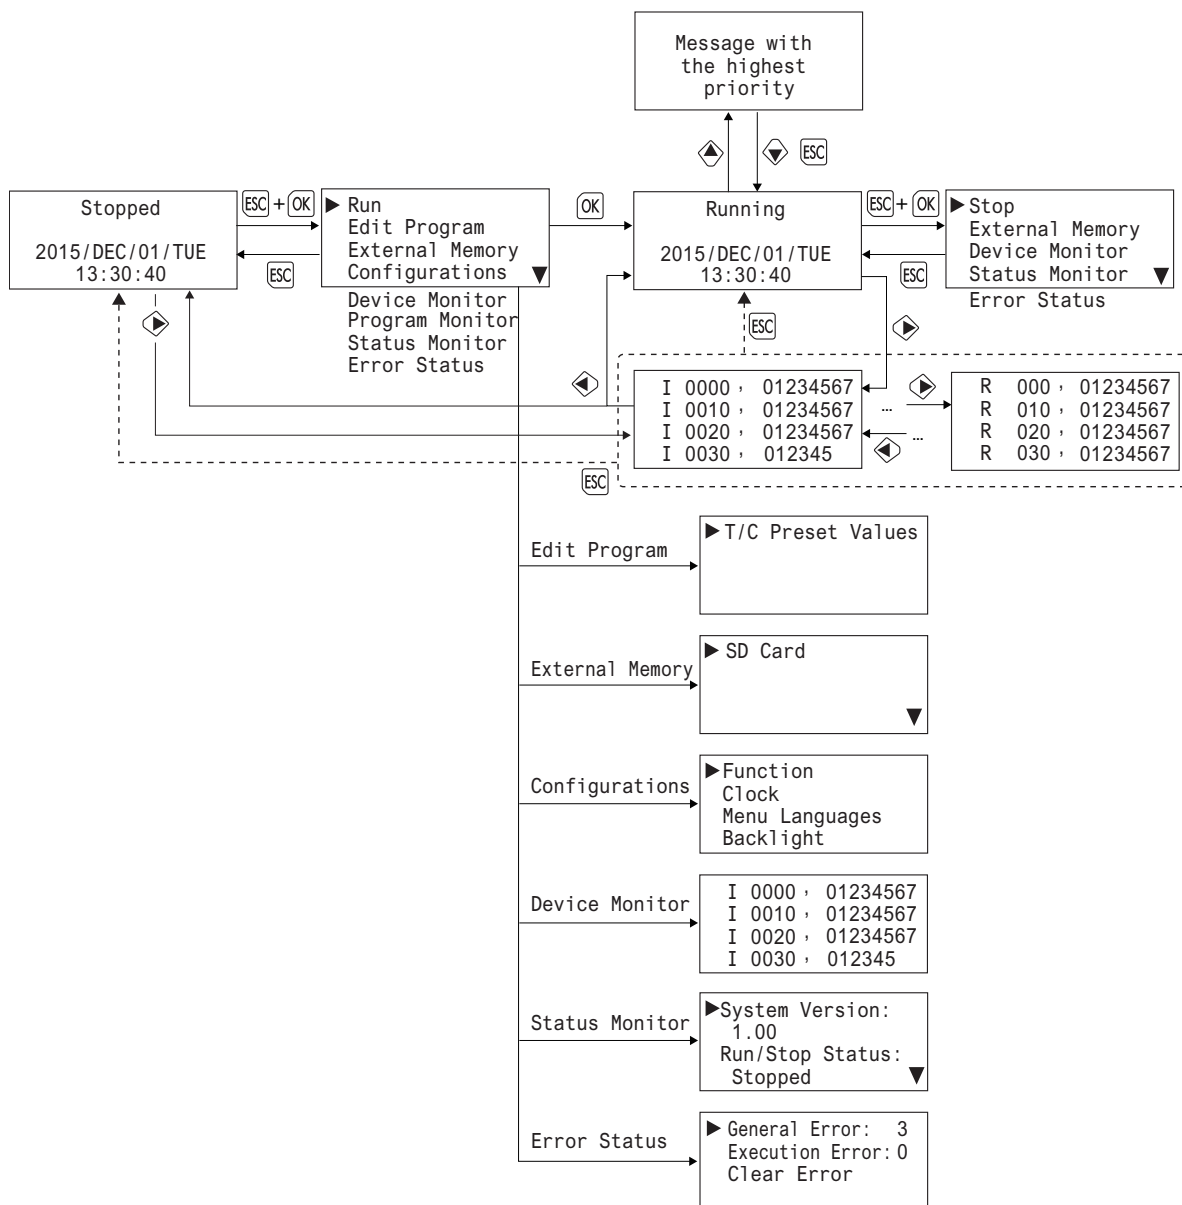 Message with
the highest
priority
ESC
Stopped
2015/DEC/01/TUE
13:30:40
ESC + OK
ESC
Run
Edit Program
External Memory
Configurations
Device Monitor
Program Monitor
Status Monitor
Error Status
OK
Running
2015/DEC/01/TUE
13:30:40
ESC + OK
ESC
Stop
External Memory
Device Monitor
Status Monitor
Error Status
ESC
I 0000, 01234567
I 0010, 01234567
I 0020, 01234567
I 0030, 012345
...
...
R 000, 01234567
R 010, 01234567
R 020, 01234567
R 030, 01234567
ESC
Edit Program
T/C Preset Values
External Memory
SD Card
Configurations
Function
Clock
Menu Languages
Backlight
Device Monitor
I 0000, 01234567
I 0010, 01234567
I 0020, 01234567
I 0030, 012345
Status Monitor
System Version:
1.00
Run/Stop Status:
Stopped
Error Status
General Error: 3
Execution Error: 0
Clear Error